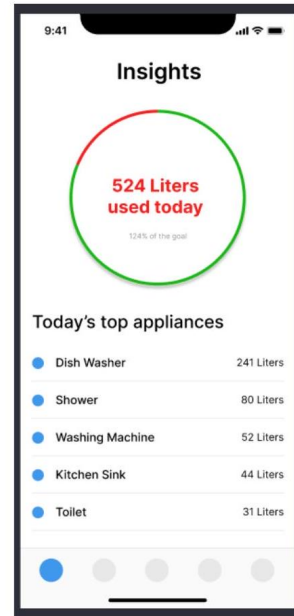 9:41
Insights
524 Liters
used today
124% of the goal
Today’s top appliances
Dish Washer 241 Liters
Shower 80 Liters
Washing Machine 52 Liters
Kitchen Sink 44 Liters
Toilet 31 Liters